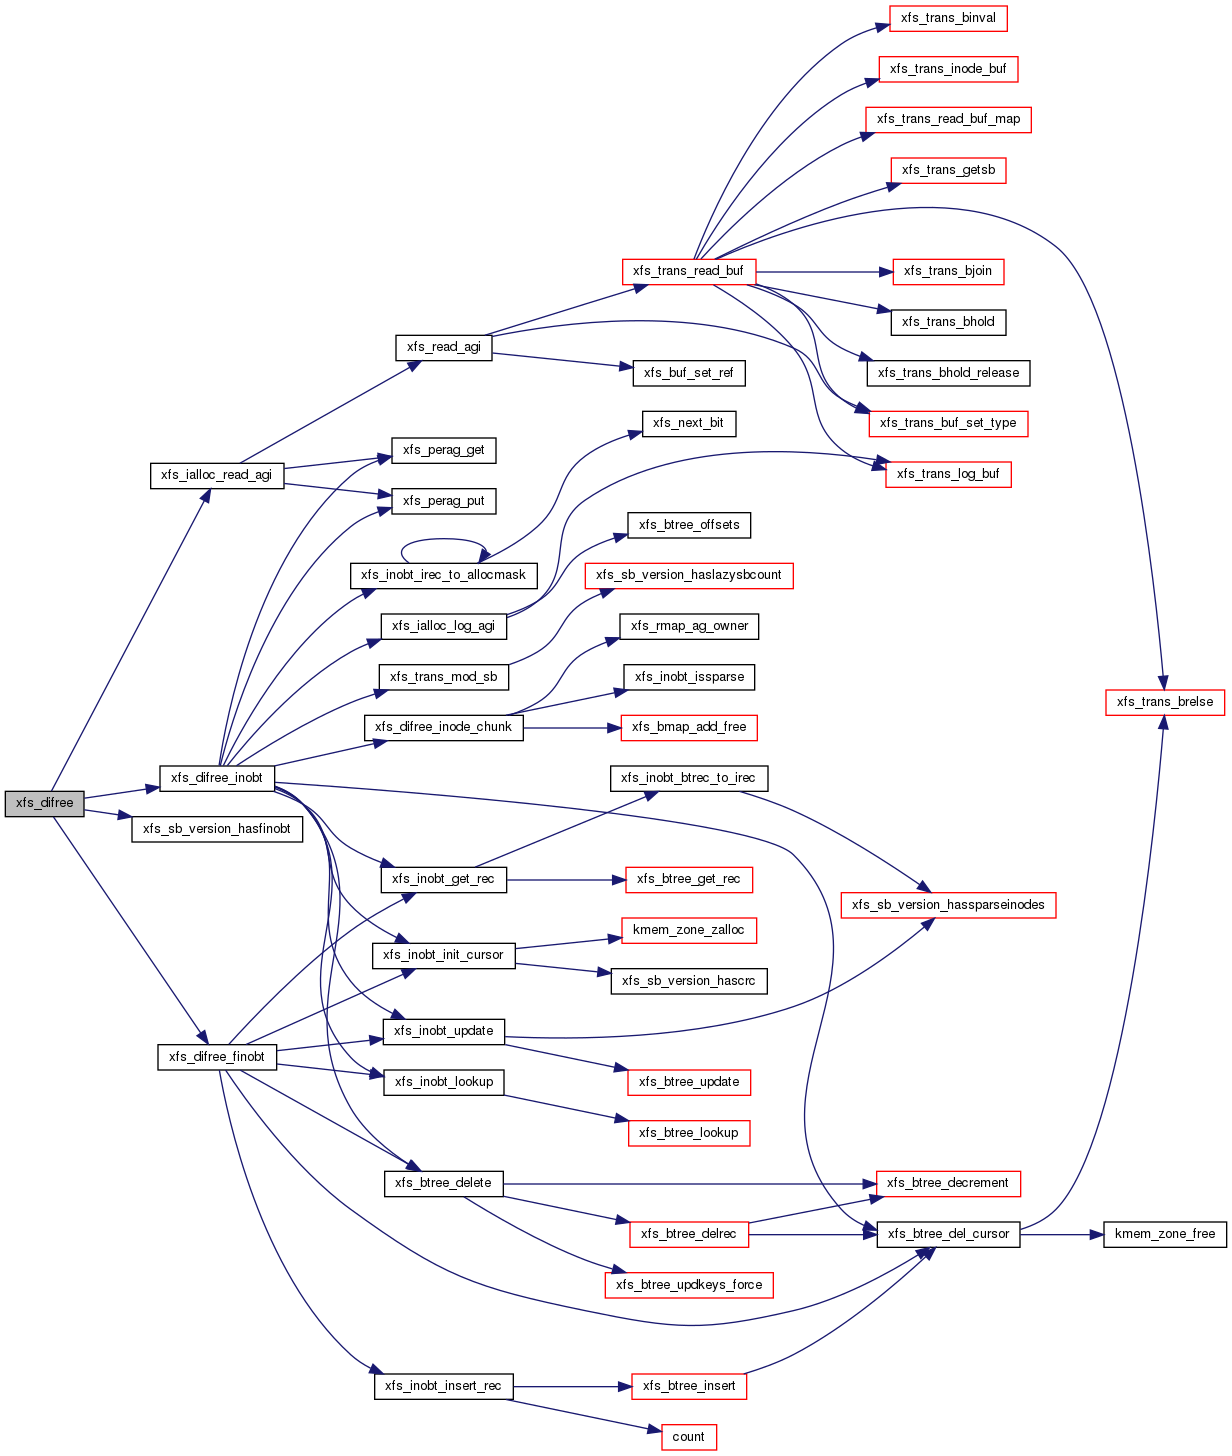 xfs_trans_binval
xfs_trans_inode_buf
xfs_trans_read_buf_map
xfs_trans_getsb
xfs_trans_read_buf
xfs_trans_bjoin
xfs_trans_bhold
xfs_read_agi
xfs_buf_set_ref
xfs_trans_bhold_release
xfs_next_bit
xfs_trans_buf_set_type
xfs_perag_get
xfs_ialloc_read_agi
xfs_trans_log_buf
xfs_perag_put
xfs_btree_offsets
xfs_inobt_irec_to_allocmask
xfs_sb_version_haslazysbcount
xfs_ialloc_log_agi
xfs_rmap_ag_owner
xfs_trans_mod_sb
xfs_inobt_issparse
xfs_trans_brelse
xfs_difree_inode_chunk
xfs_bmap_add_free
xfs_difree_inobt
xfs_inobt_btrec_to_irec
xfs_difree
xfs_sb_version_hasfinobt
xfs_inobt_get_rec
xfs_btree_get_rec
xfs_sb_version_hassparseinodes
kmem_zone_zalloc
xfs_inobt_init_cursor
xfs_sb_version_hascrc
xfs_inobt_update
xfs_difree_finobt
xfs_btree_update
xfs_inobt_lookup
xfs_btree_lookup
xfs_btree_delete
xfs_btree_decrement
xfs_btree_delrec
xfs_btree_del_cursor
kmem_zone_free
xfs_btree_updkeys_force
xfs_inobt_insert_rec
xfs_btree_insert
count